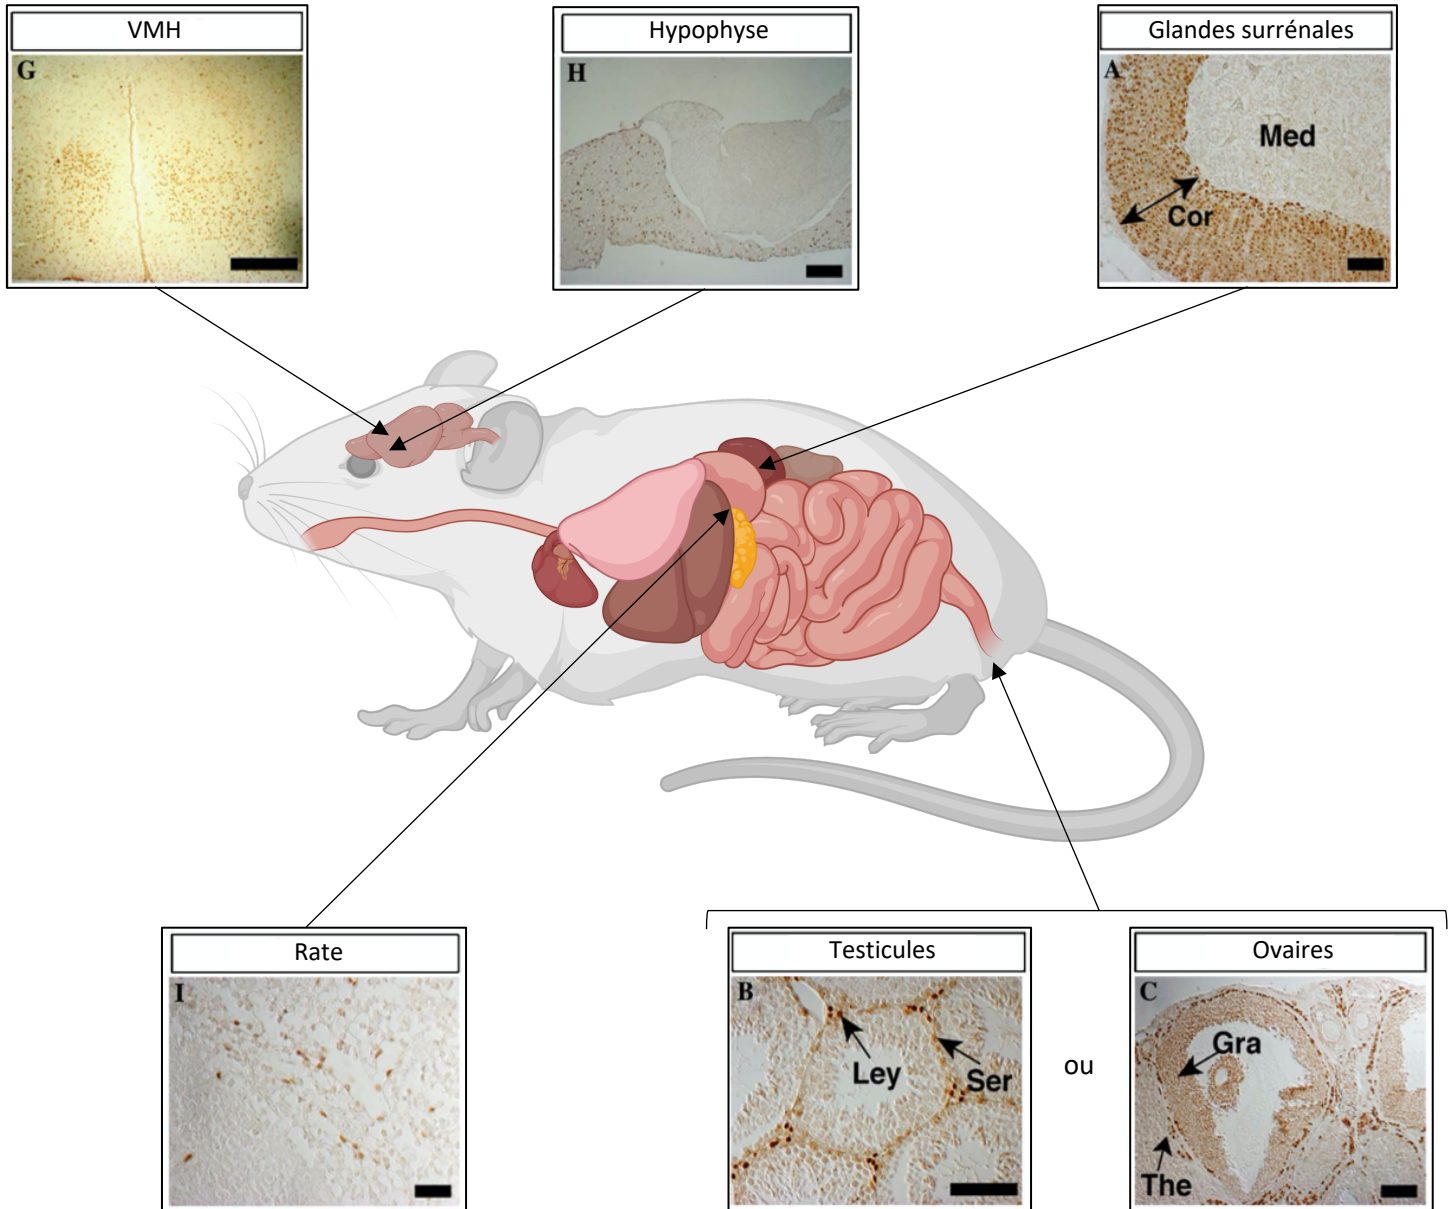 VMH
G
Hypophyse
H
Glandes surrénales
A
Med
Cor
Rate
I
Testicules
B
Ley
Ser
ou
Ovaires
C
Gra
The